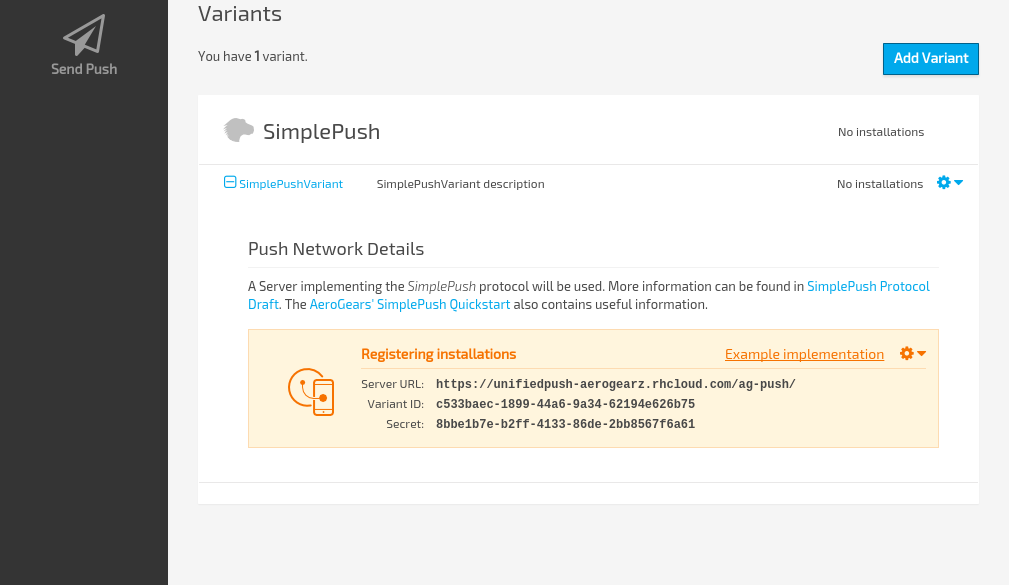 Send Push
Variants
You have 1 variant.
Add Variant
SimplePush
No installations
SimplePushVariant
SimplePushVariant description
No installations
Push Network Details
A Server implementing the SimplePush protocol will be used. More information can be found in SimplePush Protocol
Draft. The AeroGears' SimplePush Quickstart also contains useful information.
Registering installations
Example implementation
Server URL: https://unifiedpush-aerogearz.rhcloud.com/ag-push/
Variant ID: c533baec-1899-44a6-9a34-62194e626b75
Secret: 8bbe1b7e-b2ff-4133-86de-2bb8567f6a61